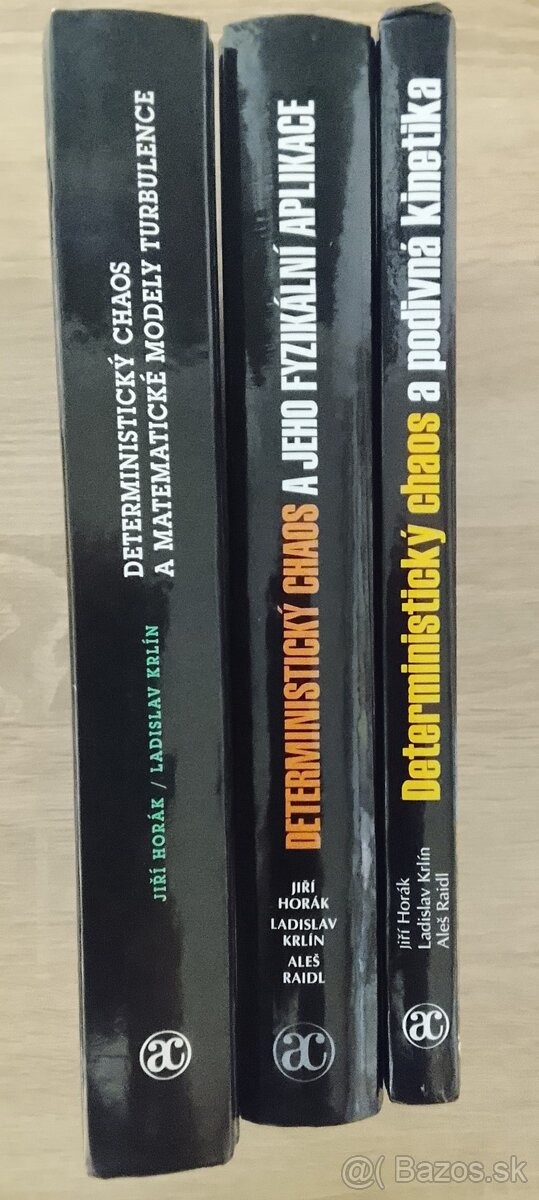 JIŘÍ HORÁK / LADISLAV KRLÍN
DETERMINISTICKÝ CHAOS
A MATEMATICKÉ MODELY TURBULENCE
ac
JIŘÍ
HORÁK
LADISLAV
KRLÍN
ALEŠ
RAIDL
DETERMINISTICKÝ CHAOS A JEHO FYZIKÁLNÍ APLIKACE
ac
Jiří Horák
Ladislav Krlín
Aleš Raidl
Deterministický chaos a podivná kinetika
ac
@( Bazos.sk